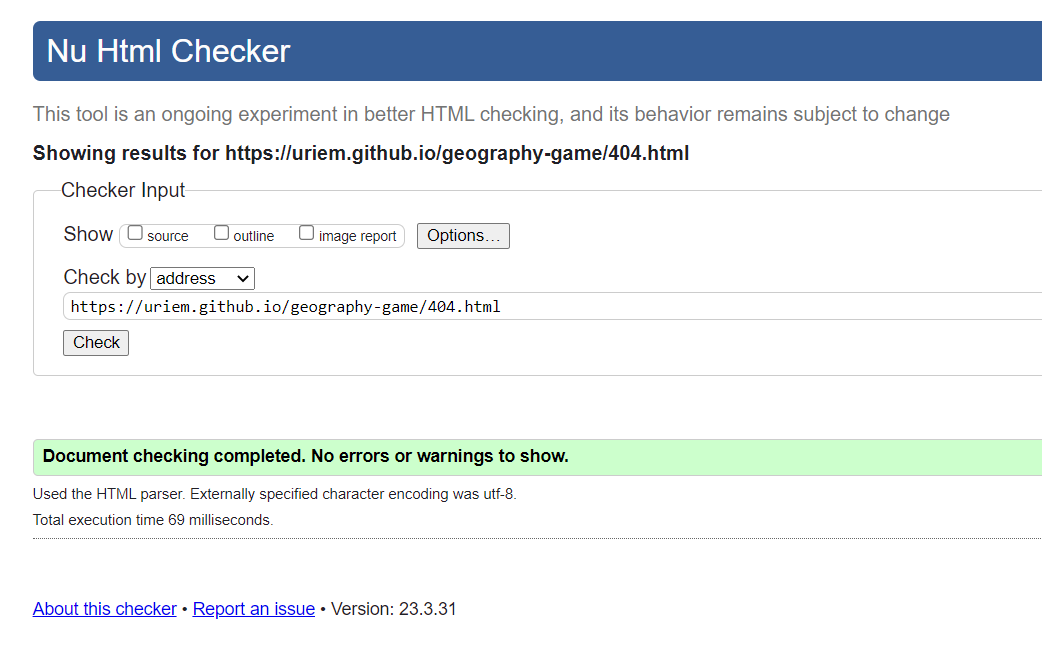 Nu Html Checker
This tool is an ongoing experiment in better HTML checking, and its behavior remains subject to change
Showing results for https://uriem.github.io/geography-game/404.html
Checker Input
Show source outline image report Options...
Check by address
https://uriem.github.io/geography-game/404.html
Check
Document checking completed. No errors or warnings to show.
Used the HTML parser. Externally specified character encoding was utf-8.
Total execution time 69 milliseconds.
About this checker • Report an issue • Version: 23.3.31